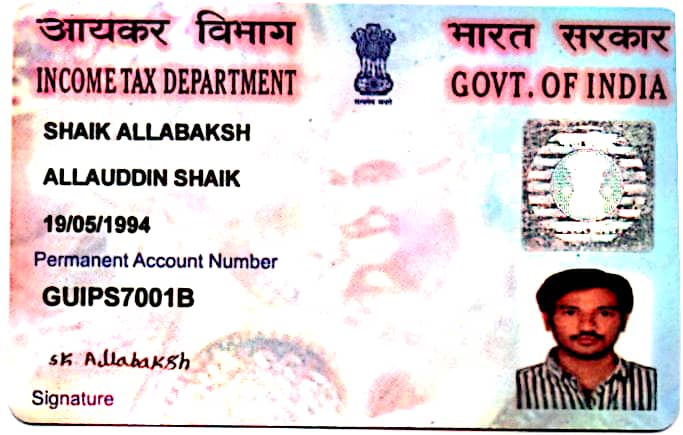 आयकर विभाग
भारत सरकार
INCOME TAX DEPARTMENT
GOVT. OF INDIA
सत्यमेव जयते
SHAIK ALLABAKSH
ALLAUDDIN SHAIK
19/05/1994
Permanent Account Number
GUIPS7001B
SK Allabaksh
Signature